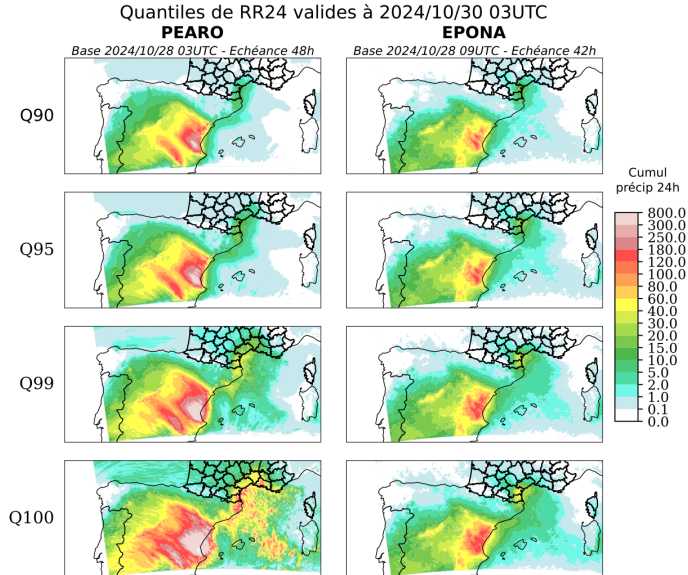 Quantiles de RR24 valides à 2024/10/30 03UTC
PEARO
EPONA
Base 2024/10/28 03UTC - Echéance 48h
Base 2024/10/28 09UTC - Echéance 42h
Q90
Q95
Q99
Q100
Cumul
précip 24h
800.0
300.0
250.0
180.0
120.0
100.0
80.0
60.0
40.0
30.0
20.0
15.0
10.0
5.0
2.0
1.0
0.1
0.0